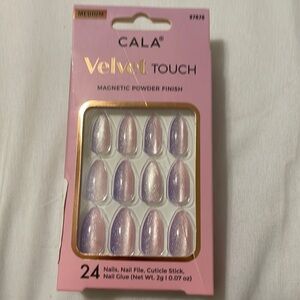 MEDIUM
87878
CALA®
Velvet TOUCH
MAGNETIC POWDER FINISH
24 Nails, Nail File, Cuticle Stick,
Nail Glue (Net Wt. 2g | 0.07 oz)